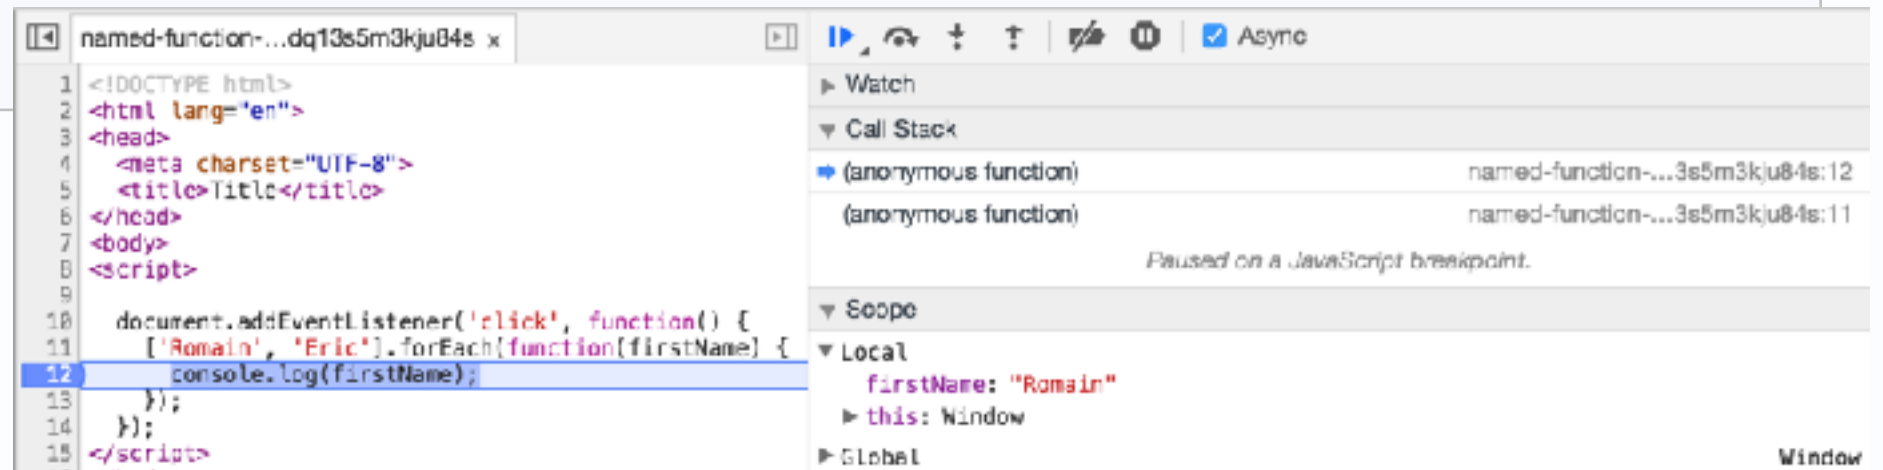 named-function-...dq13s5m3kju84s x
1 <!DOCTYPE html>
2 <html lang="en">
3 <head>
4 <meta charset="UTF-8">
5 <title>Title</title>
6 </head>
7 <body>
8 <script>
9
10 document.addEventListener('click', function() {
11 ['Romain', 'Eric'].forEach(function(firstName) {
12 console.log(firstName);
13 });
14 });
15 </script>
Async
Watch
Call Stack
(anonymous function) named-function-...3s5m3kju84s:12
(anonymous function) named-function-...3s5m3kju84s:11
Paused on a JavaScript breakpoint.
Scope
Local
firstName: "Romain"
this: Window
Global Window